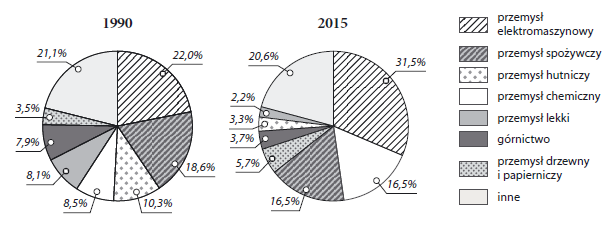 1990
21,1%
22,0%
3,5%
7,9%
8,1%
8,5%
10,3%
18,6%
2015
20,6%
31,5%
2,2%
3,3%
3,7%
5,7%
16,5%
16,5%
przemysł
elektromaszynowy
przemysł spożywczy
przemysł hutniczy
przemysł chemiczny
przemysł lekki
górnictwo
przemysł drzewny
i papierniczy
inne